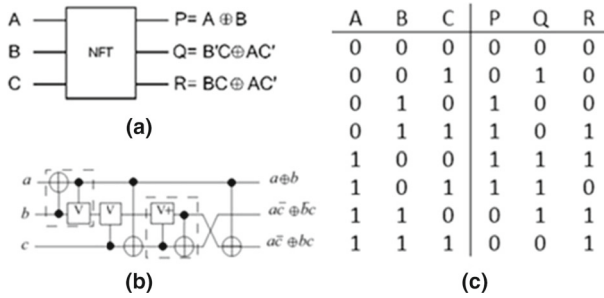 A
B
C
NFT
P= A ⊕B
Q= B'C⊕AC'
R= BC⊕AC'
(a)
a
b
c
V
V
V+
a⊕b
ac̅ ⊕b̅c
ac̅ ⊕bc
(b)
A B C P Q R
0 0 0 0 0 0
0 0 1 0 1 0
0 1 0 1 0 0
0 1 1 1 0 1
1 0 0 1 1 1
1 0 1 1 1 0
1 1 0 0 1 1
1 1 1 0 0 1
(c)